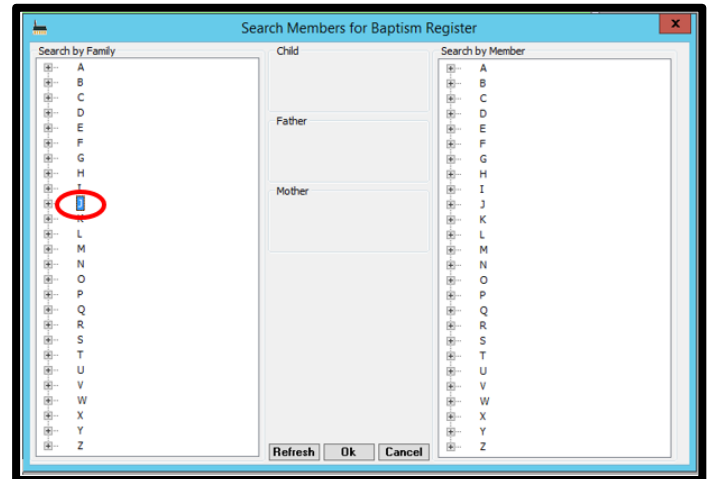 Search Members for Baptism Register
x
Search by Family
A
B
C
D
E
F
G
H
I
J
K
L
M
N
O
P
Q
R
S
T
U
V
W
X
Y
Z
Child
Father
Mother
Refresh Ok Cancel
Search by Member
A
B
C
D
E
F
G
H
I
J
K
L
M
N
O
P
Q
R
S
T
U
V
W
X
Y
Z